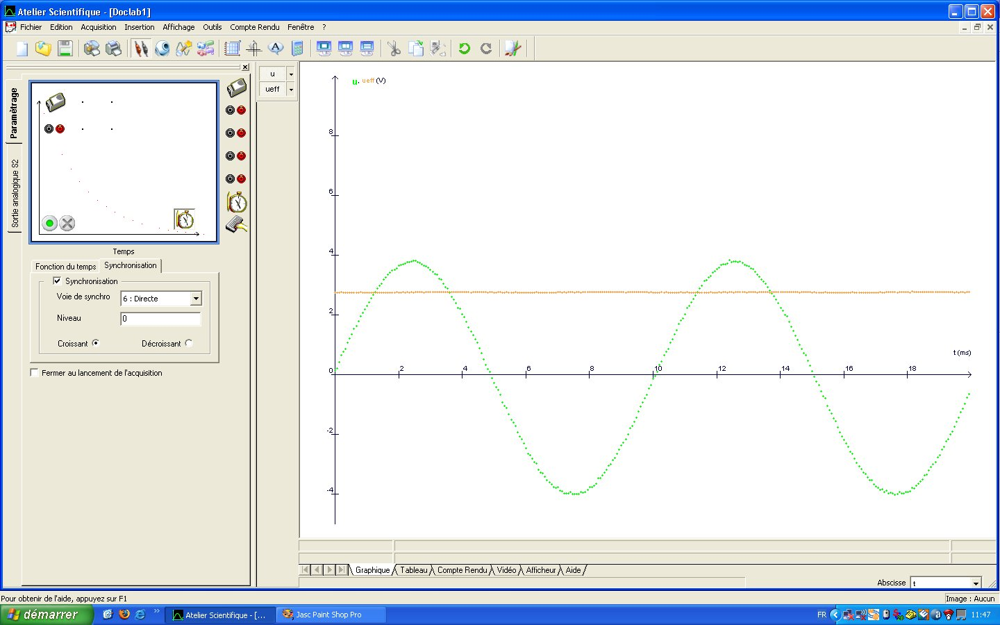 Atelier Scientifique - [Doclab1]
Fichier Edition Acquisition Insertion Affichage Outils Compte Rendu Fenêtre ?
Paramètrage
Sortie analogique S2
Temps
Fonction du temps Synchronisation
Synchronisation
Voie de synchro 6 : Directe
Niveau 0
Croissant Décroissant
Fermer au lancement de l'acquisition
u
ueff
u, ueff (V)
8
6
4
2
0
-2
-4
2 4 6 8 10 12 14 16 18
t (ms)
Graphique Tableau Compte Rendu Vidéo Afficheur Aide
Abscisse t
Pour obtenir de l'aide, appuyez sur F1 Image : Aucun
démarrer Atelier Scientifique - [... Jasc Paint Shop Pro FR 11:47